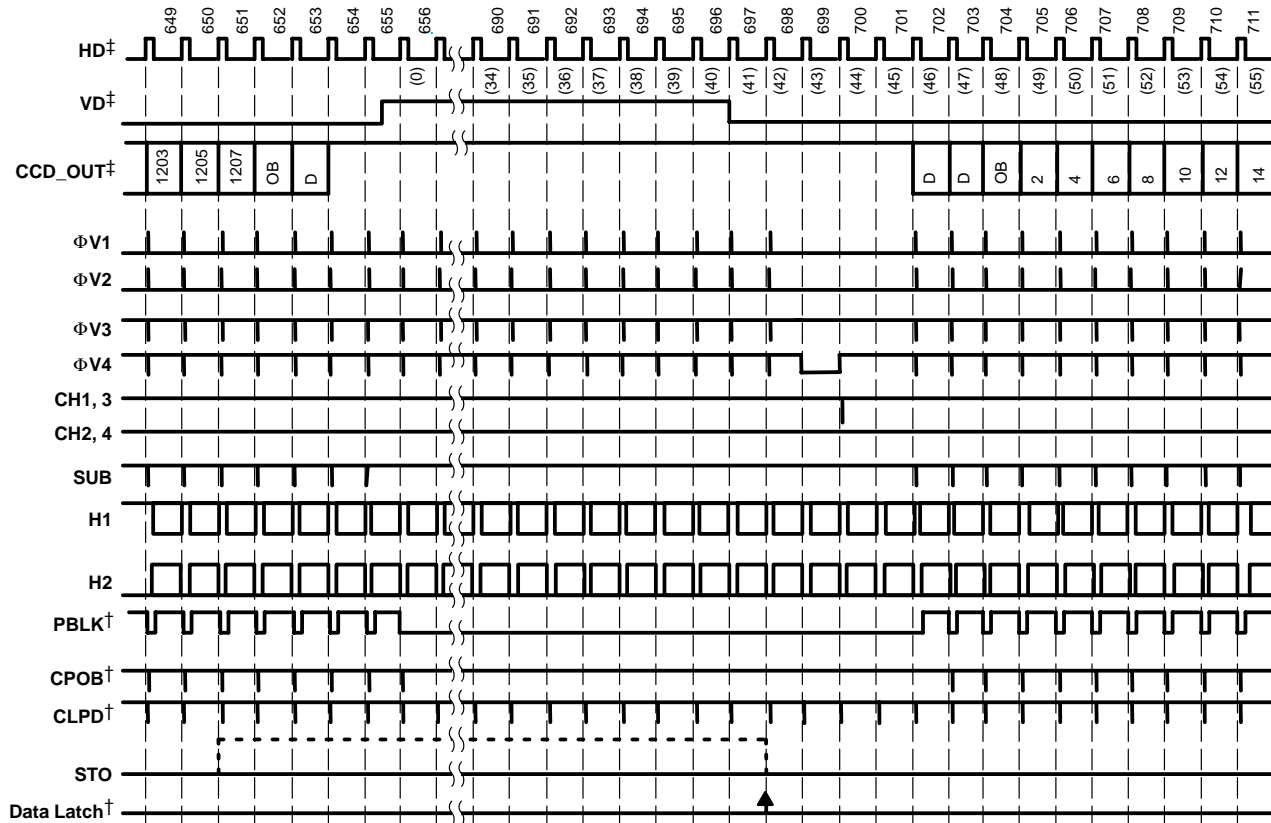 649 650 651 652 653 654 655 656 690 691 692 693 694 695 696 697 698 699 700 701 702 703 704 705 706 707 708 709 710 711
HD‡
(0) (34) (35) (36) (37) (38) (39) (40) (41) (42) (43) (44) (45) (46) (47) (48) (49) (50) (51) (52) (53) (54) (55)
VD‡
CCD_OUT‡ 1203 1205 1207 OB D D D OB 2 4 6 8 10 12 14
ΦV1
ΦV2
ΦV3
ΦV4
CH1, 3
CH2, 4
SUB
H1
H2
PBLK†
CPOB†
CLPD†
STO
Data Latch†